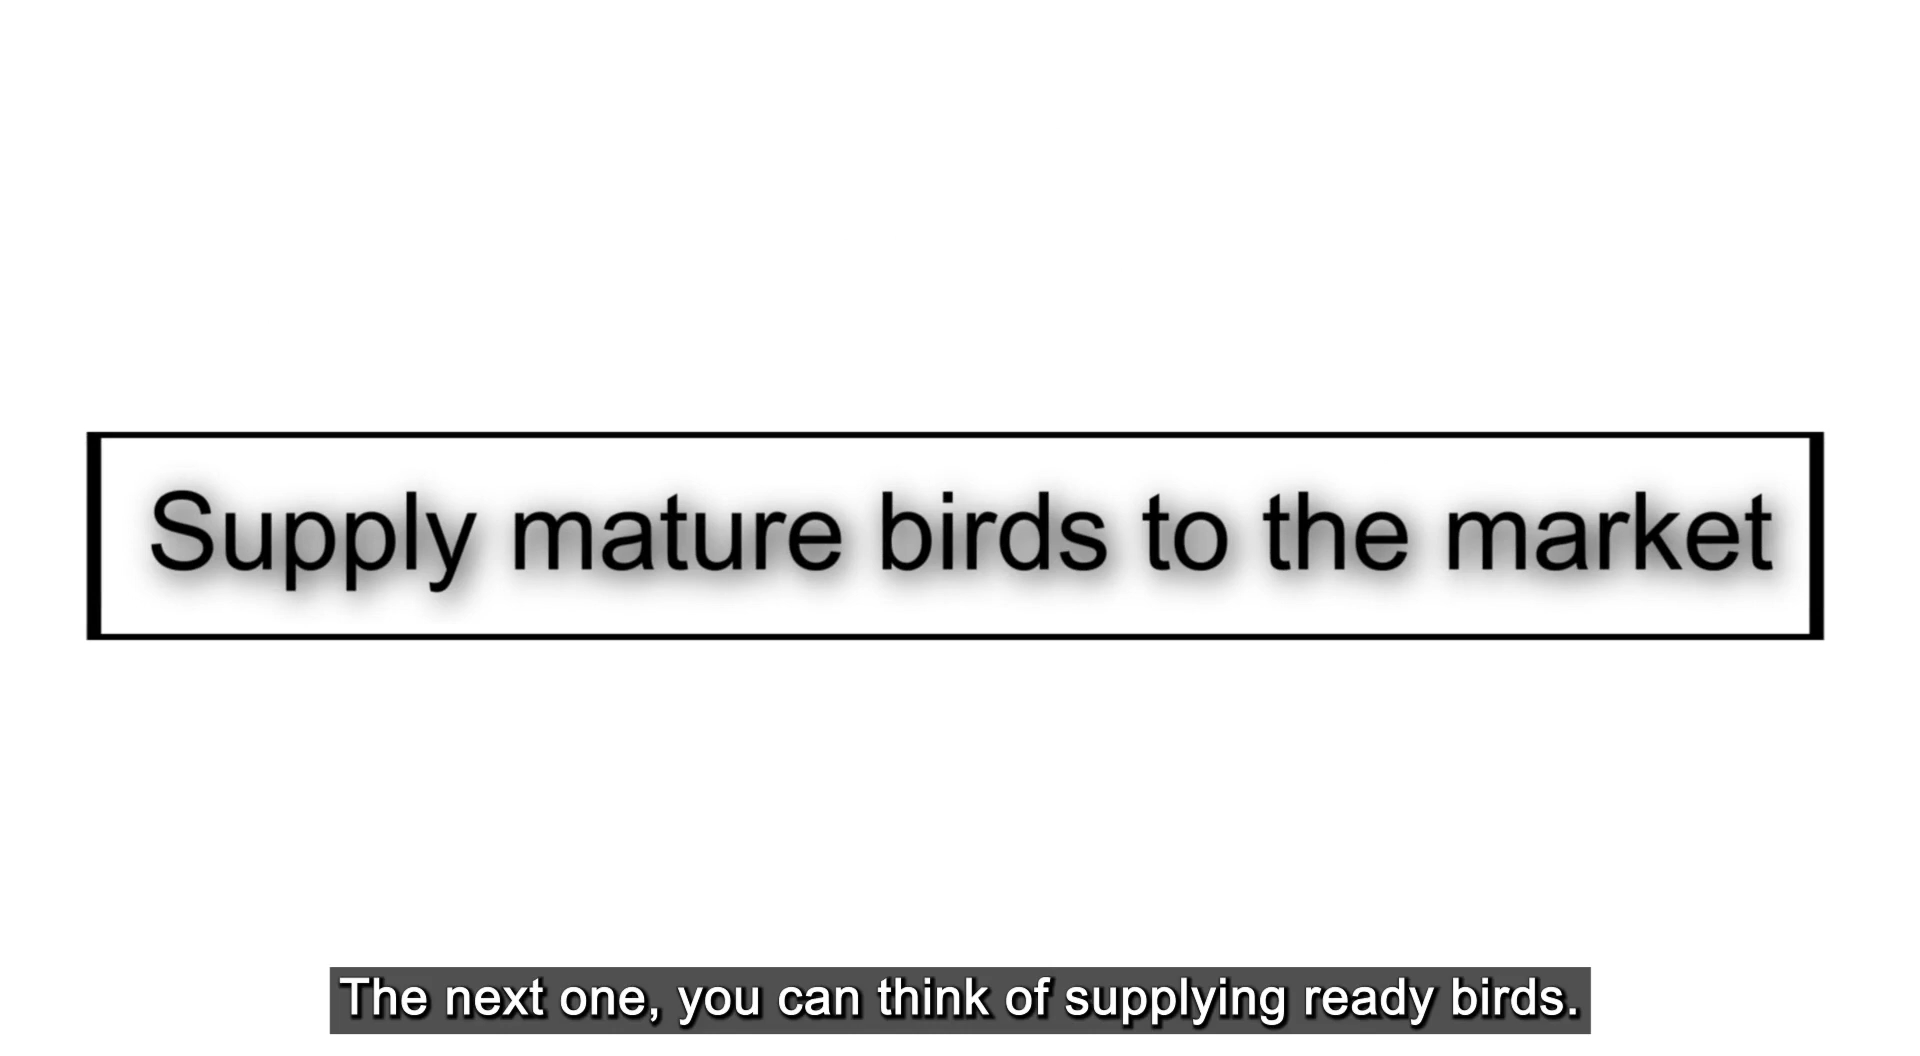 Supply mature birds to the market
The next one, you can think of supplying ready birds.